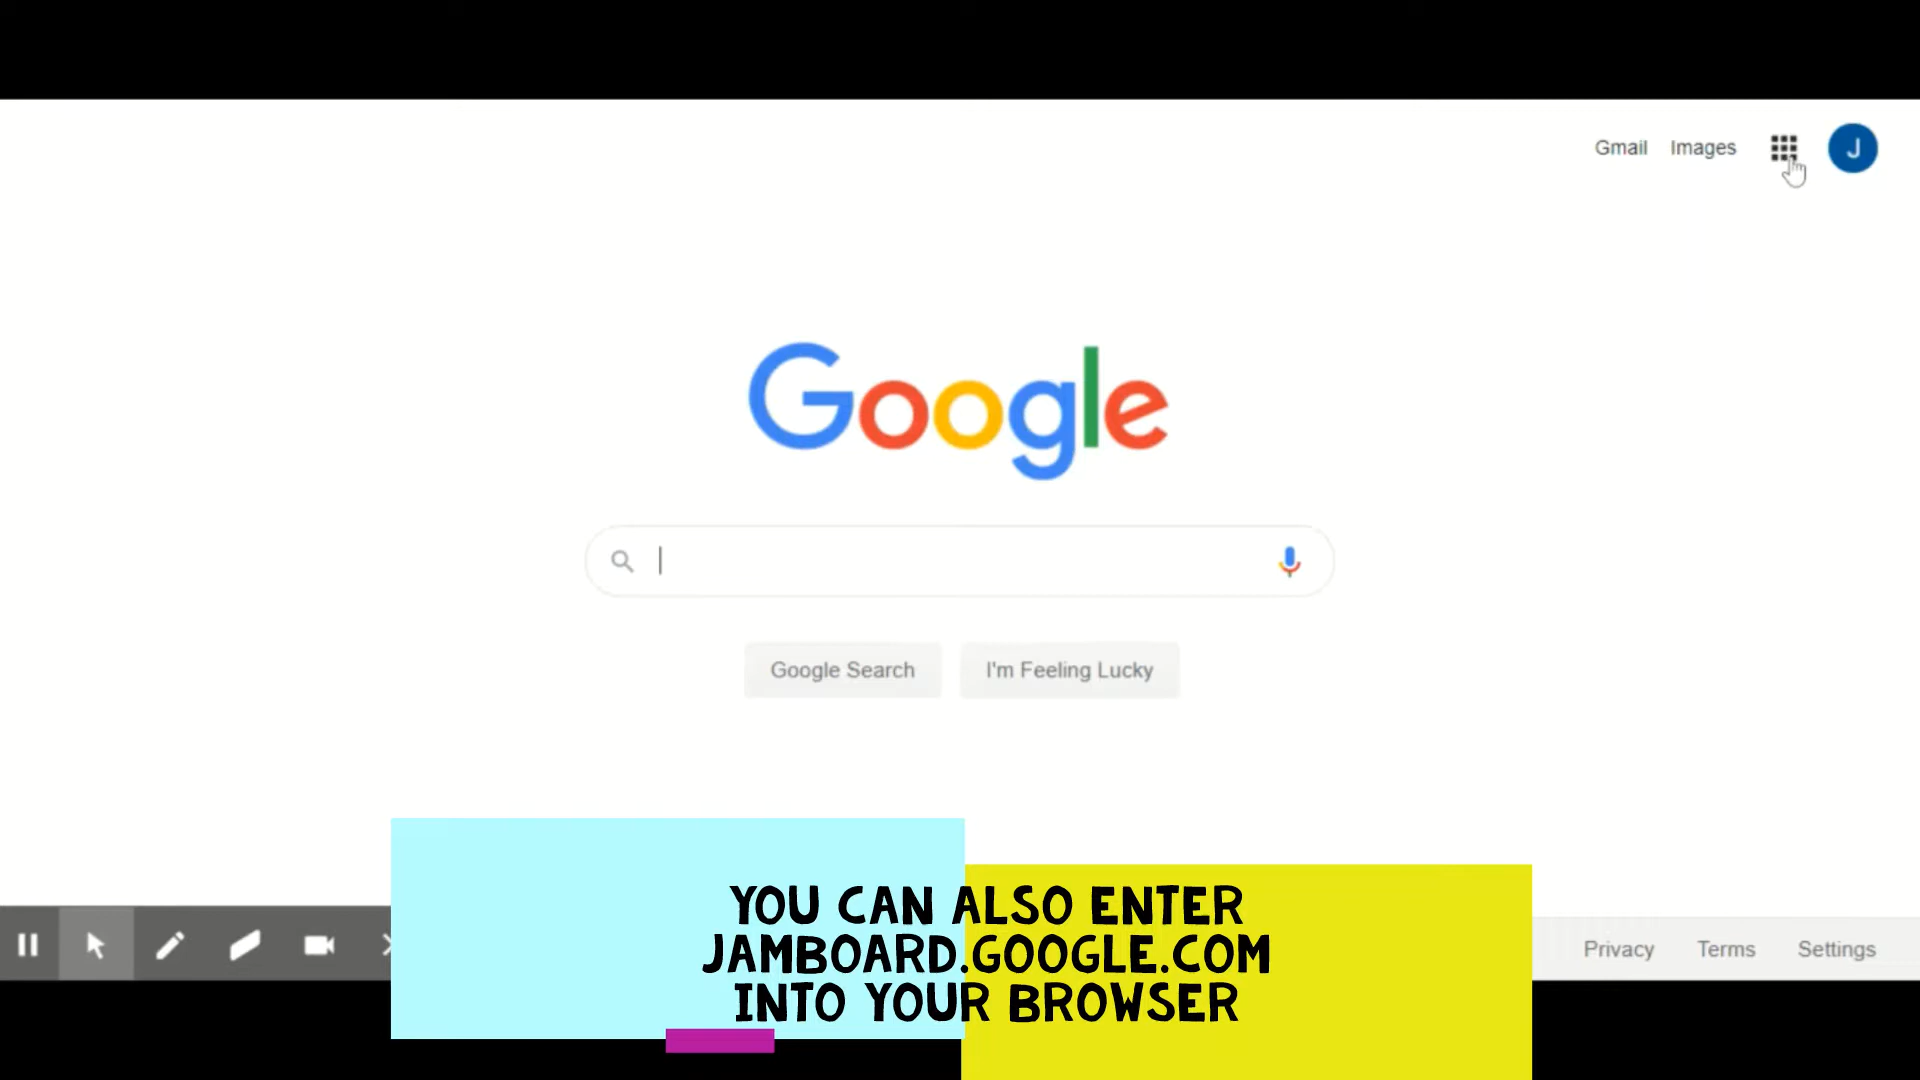 Gmail Images J
Google
Google Search I'm Feeling Lucky
YOU CAN ALSO ENTER
JAMBOARD.GOOGLE.COM
INTO YOUR BROWSER
Privacy Terms Settings